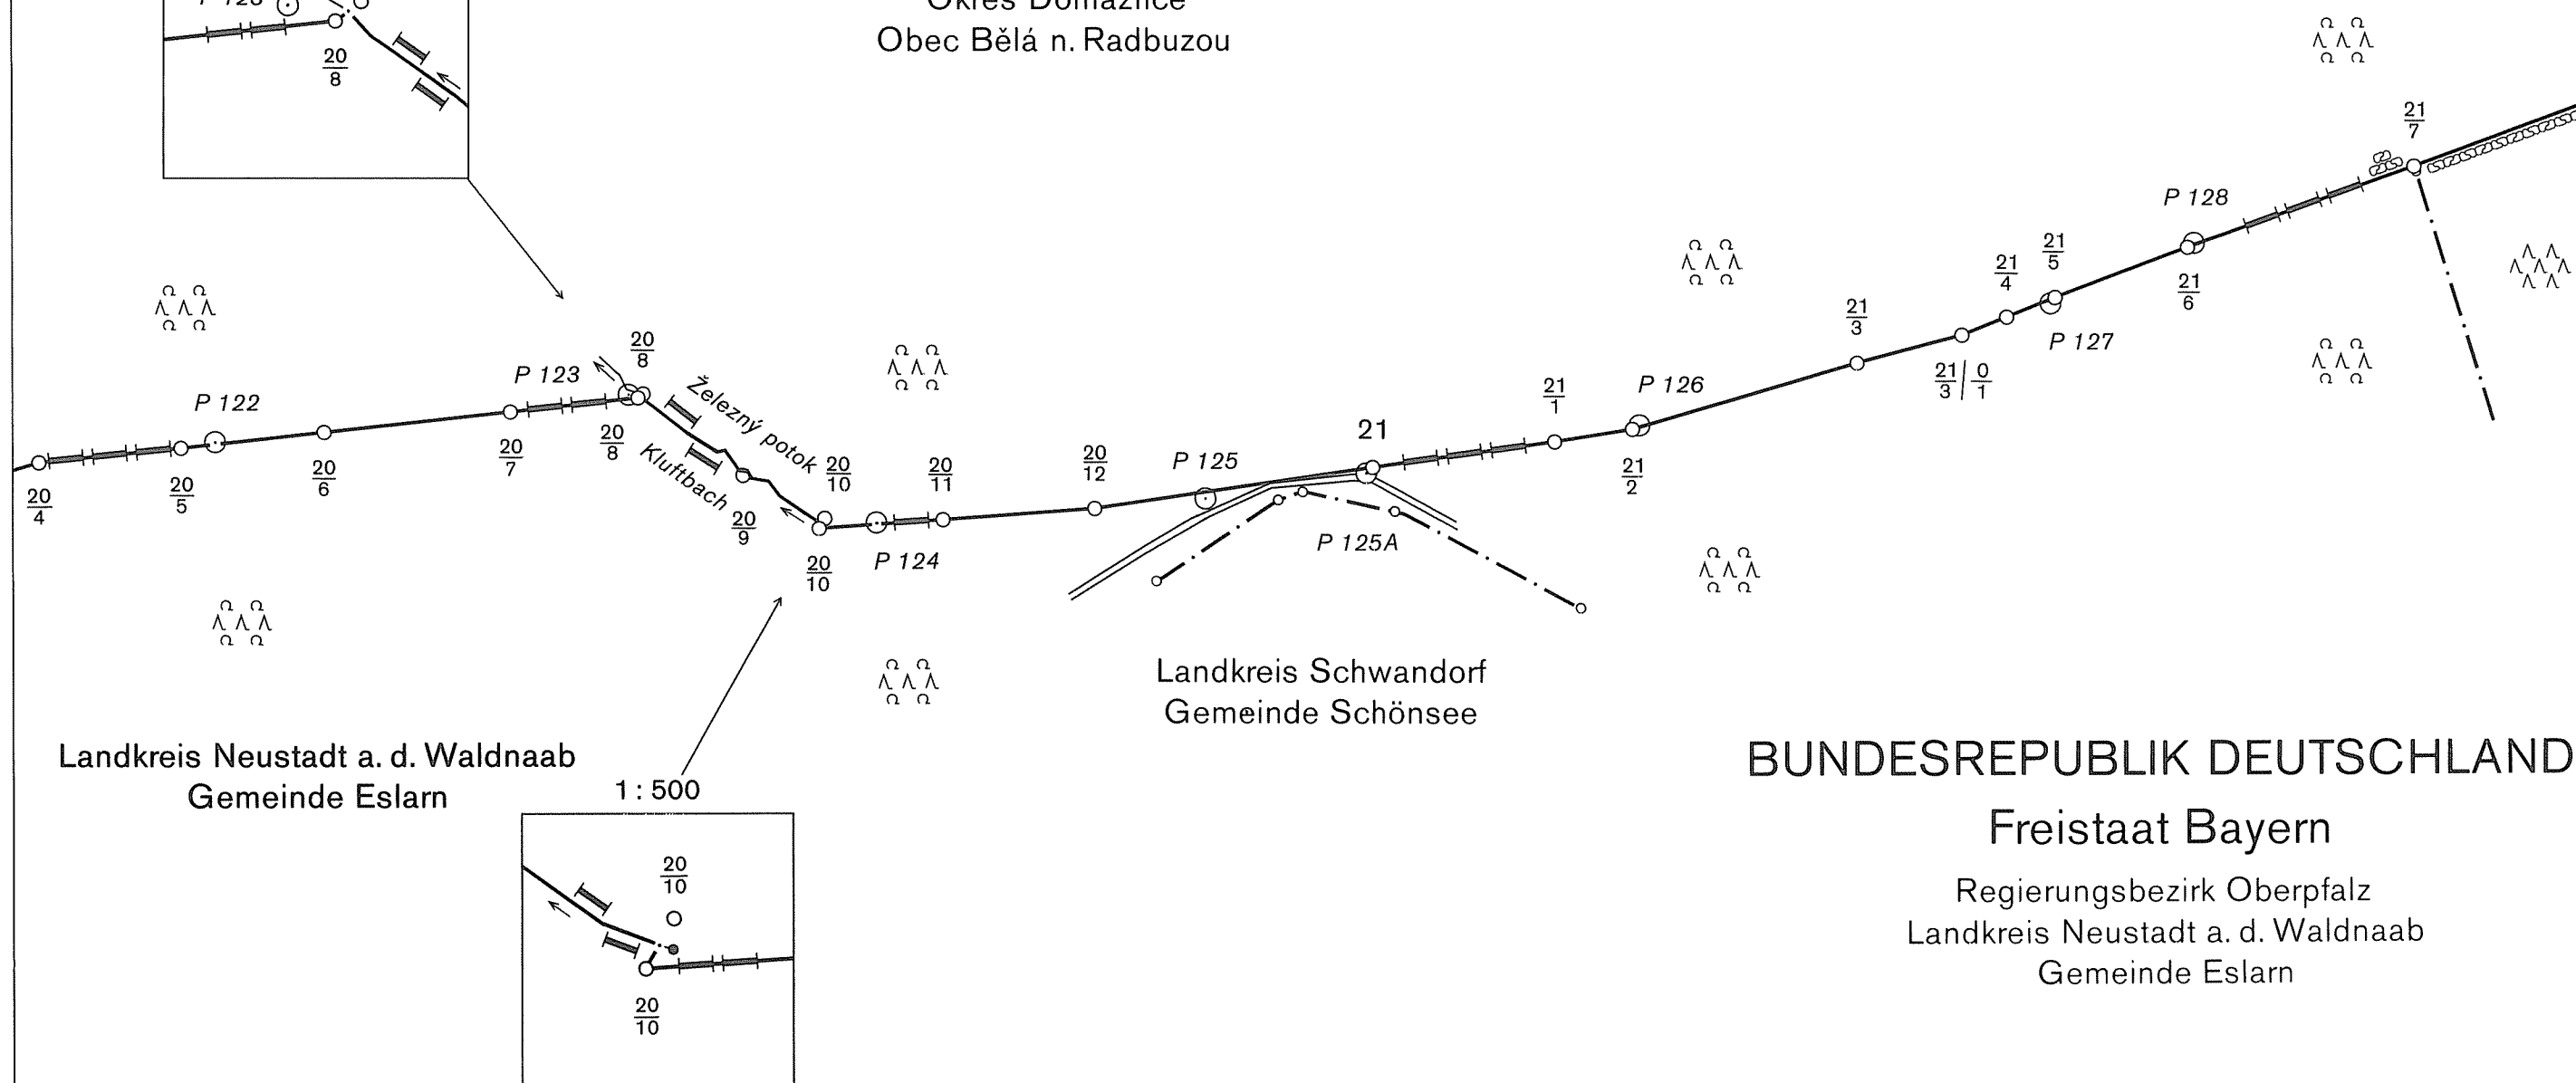 20
8
Obec Bělá n. Radbuzou
21
7
P 128
21
5
21
4
21
6
21
3
P 127
21
3
0
1
20
8
P 123
P 122
Železný potok
Kluftbach
20
4
20
5
20
6
20
7
20
8
20
9
20
10
20
10
20
11
P 124
20
12
P 125
21
P 125A
21
1
P 126
21
2
Landkreis Schwandorf
Gemeinde Schönsee
Landkreis Neustadt a. d. Waldnaab
Gemeinde Eslarn
1 : 500
20
10
20
10
BUNDESREPUBLIK DEUTSCHLAND
Freistaat Bayern
Regierungsbezirk Oberpfalz
Landkreis Neustadt a. d. Waldnaab
Gemeinde Eslarn